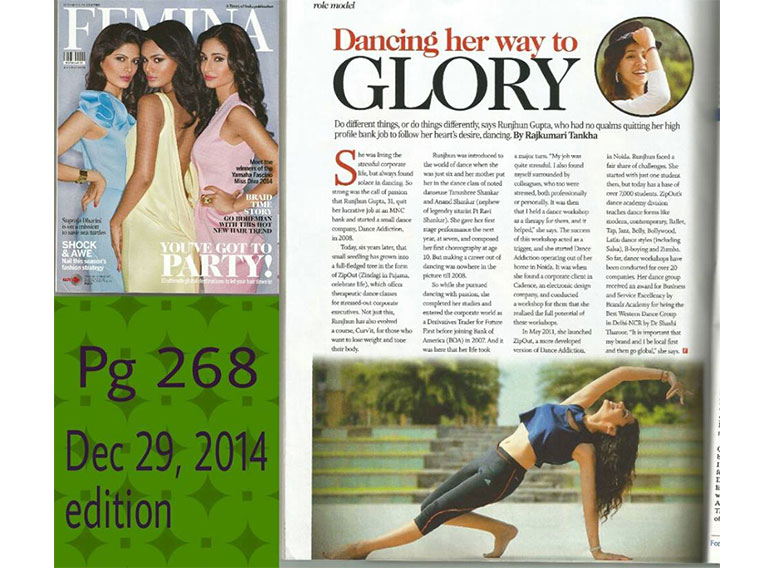 FEMINA
Meet the
winners of the
Yamaha Fascino
Miss Diva 2014
BRAID
TIME
STORY
GO BOHEMIAN
WITH THIS HOT
NEW HAIR TREND
Sugreeja Dharini
is on a mission
to save sea turtles
SHOCK
& AWE
Nail this season's
fashion strategy
YOU'VE GOT TO
PARTY!
Pg 268
Dec 29, 2014
edition
role model
Dancing her way to
GLORY
Do different things, or do things differently, says Runjhun Gupta, who had no qualms quitting her high
profile bank job to follow her heart's desire, dancing. By Rajkumari Tankha
She was living the
stressful corporate
life, but always found
solace in dancing. So
strong was the call of passion
that Runjhun Gupta, 31, quit
her lucrative job at an MNC
bank and started a small dance
company, Dance Addiction,
in 2008.
Today, six years later, that
small seedling has grown into
a full-fledged tree in the form
of ZipOut (Zindagi in Pajama,
celebrate life), which offers
therapeutic dance classes
for stressed-out corporate
executives. Not just this,
Runjhun has also evolved
a course, Curv'it, for those who
want to lose weight and tone
their body.
Runjhun was introduced to
the world of dance when she
was just six and her mother put
her in the dance class of noted
danseuse Tanushree Shankar
and Anand Shankar (nephew
of legendary sitarist Pt Ravi
Shankar). She gave her first
stage performance the next
year, at seven, and composed
her first choreography at age
10. But making a career out of
dancing was nowhere in the
picture till 2008.
So while she pursued
dancing with passion, she
completed her studies and
entered the corporate world as
a Derivatives Trader for Future
First before joining Bank of
America (BOA) in 2007. And it
was here that her life took
a major turn. "My job was
quite stressful. I also found
myself surrounded by
colleagues, who too were
stressed, both professionally
or personally. It was then
that I held a dance workshop
as a therapy for them, and it
helped," she says. The success
of this workshop acted as a
trigger, and she started Dance
Addiction operating out of her
home in Noida. It was when
she found a corporate client in
Cadence, an electronic design
company, and conducted
a workshop for them that she
realised the full potential of
these workshops.
In May 2011, she launched
ZipOut, a more developed
version of Dance Addiction,
in Noida. Runjhun faced a
fair share of challenges. She
started with just one student
then, but today has a base of
over 7,000 students. ZipOut's
dance academy division
teaches dance forms like
modern, contemporary, Ballet,
Tap, Jazz, Belly, Bollywood,
Latin dance styles (including
Salsa), B-boying and Zumba.
So far, dance workshops have
been conducted for over 20
companies. Her dance group
received an award for Business
and Service Excellency by
Brands Academy for being the
Best Western Dance Group
in Delhi-NCR by Dr Shashi
Tharoor. "It is important that
my brand and I be local first
and then go global," she says.